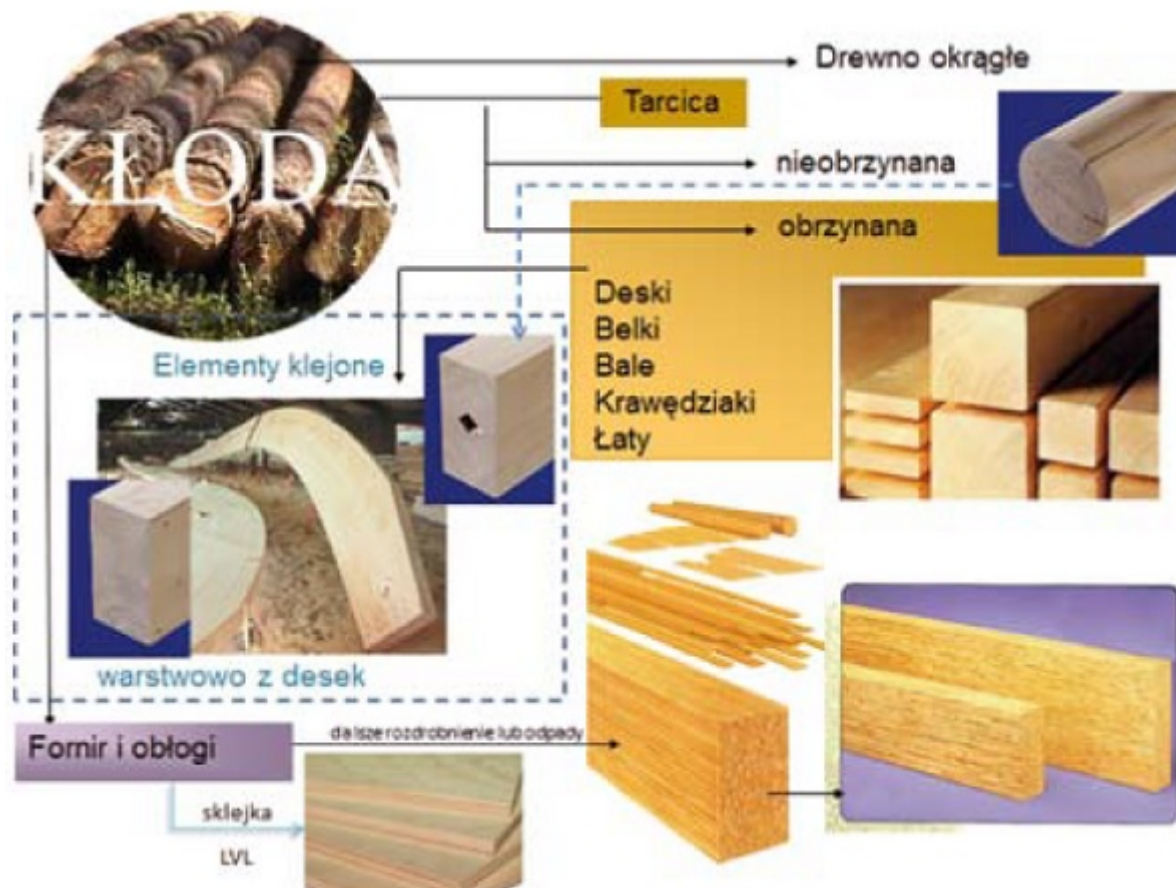 Drewno okrągłe
Tarcica
KŁODA
nieobrzynana
obrzynana
Deski
Belki
Bale
Krawędziaki
Łaty
Elementy klejone
warstwowo z desek
Fornir i obłogi
dalsze rozdrobnienie lub odpady
sklejka
LVL